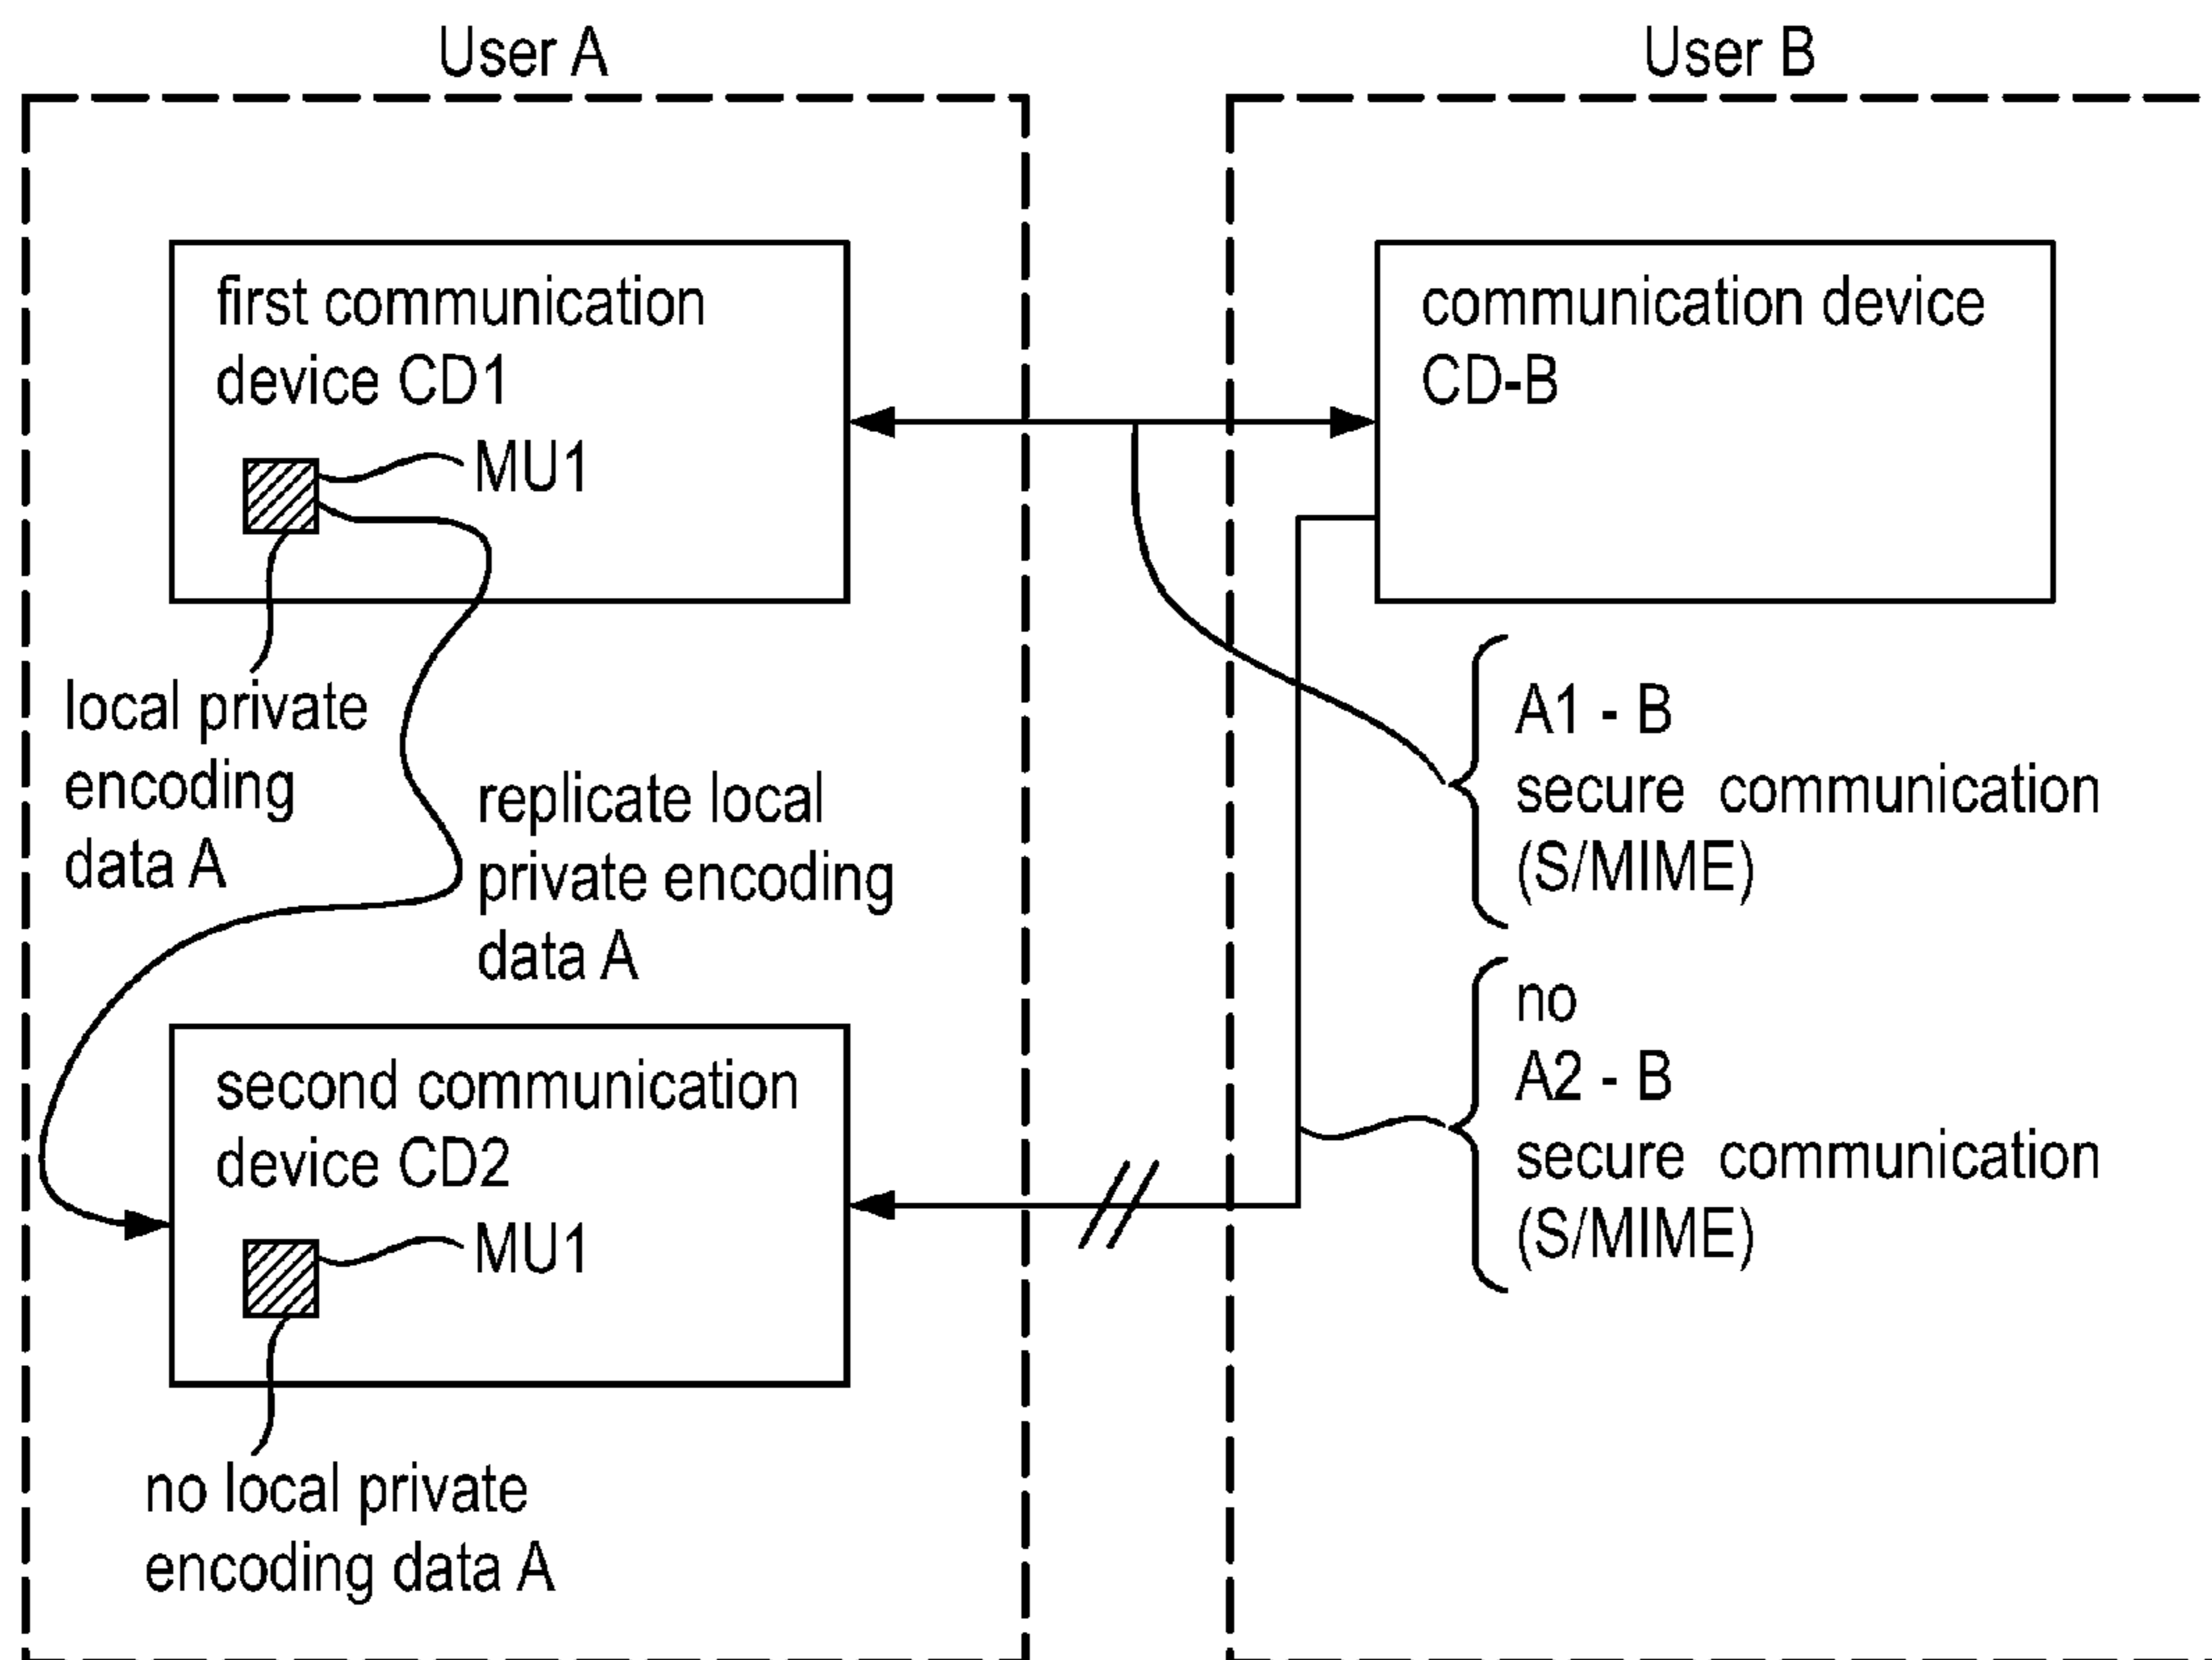 User A
User B
first communication
device CD1
MU1
communication device
CD-B
local private
encoding
data A
replicate local
private encoding
data A
A1 - B
secure communication
(S/MIME)
no
A2 - B
secure communication
(S/MIME)
second communication
device CD2
MU1
no local private
encoding data A